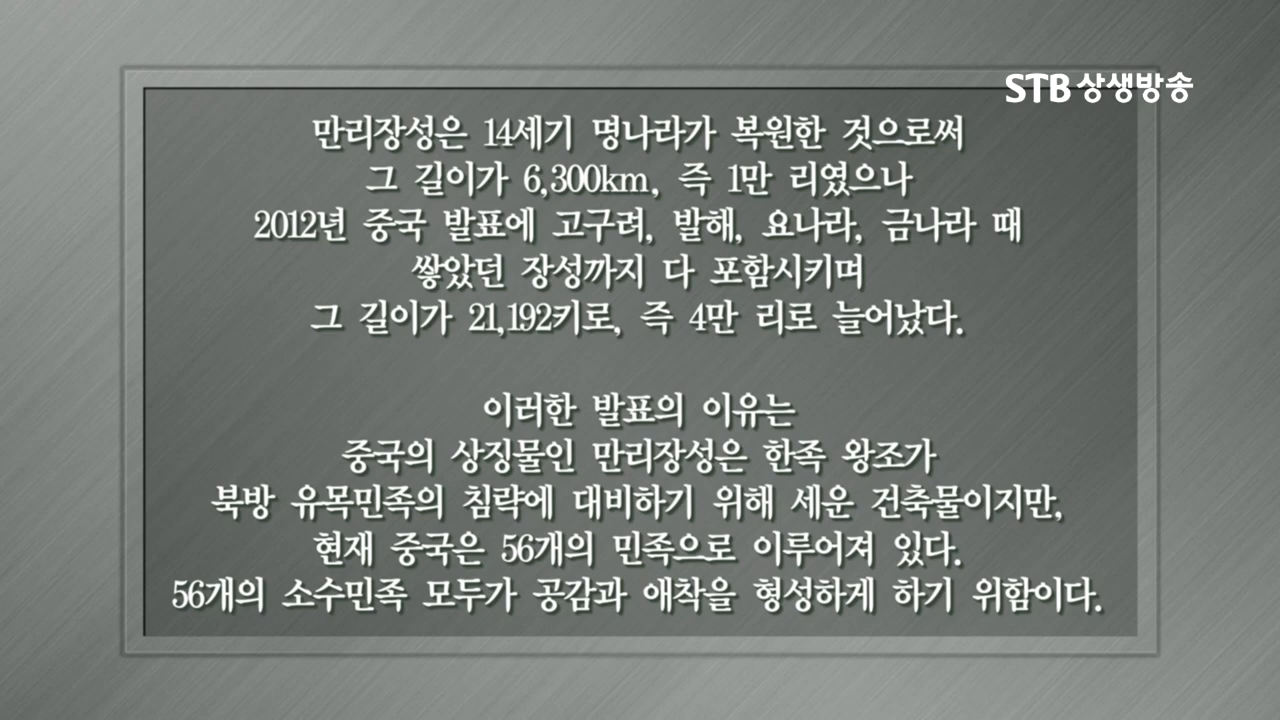 STB 상생방송
만리장성은 14세기 명나라가 복원한 것으로써
그 길이가 6,300km, 즉 1만 리였으나
2012년 중국 발표에 고구려, 발해, 요나라, 금나라 때
쌓았던 장성까지 다 포함시키며
그 길이가 21,192키로, 즉 4만 리로 늘어났다.
이러한 발표의 이유는
중국의 상징물인 만리장성은 한족 왕조가
북방 유목민족의 침략에 대비하기 위해 세운 건축물이지만,
현재 중국은 56개의 민족으로 이루어져 있다.
56개의 소수민족 모두가 공감과 애착을 형성하게 하기 위함이다.